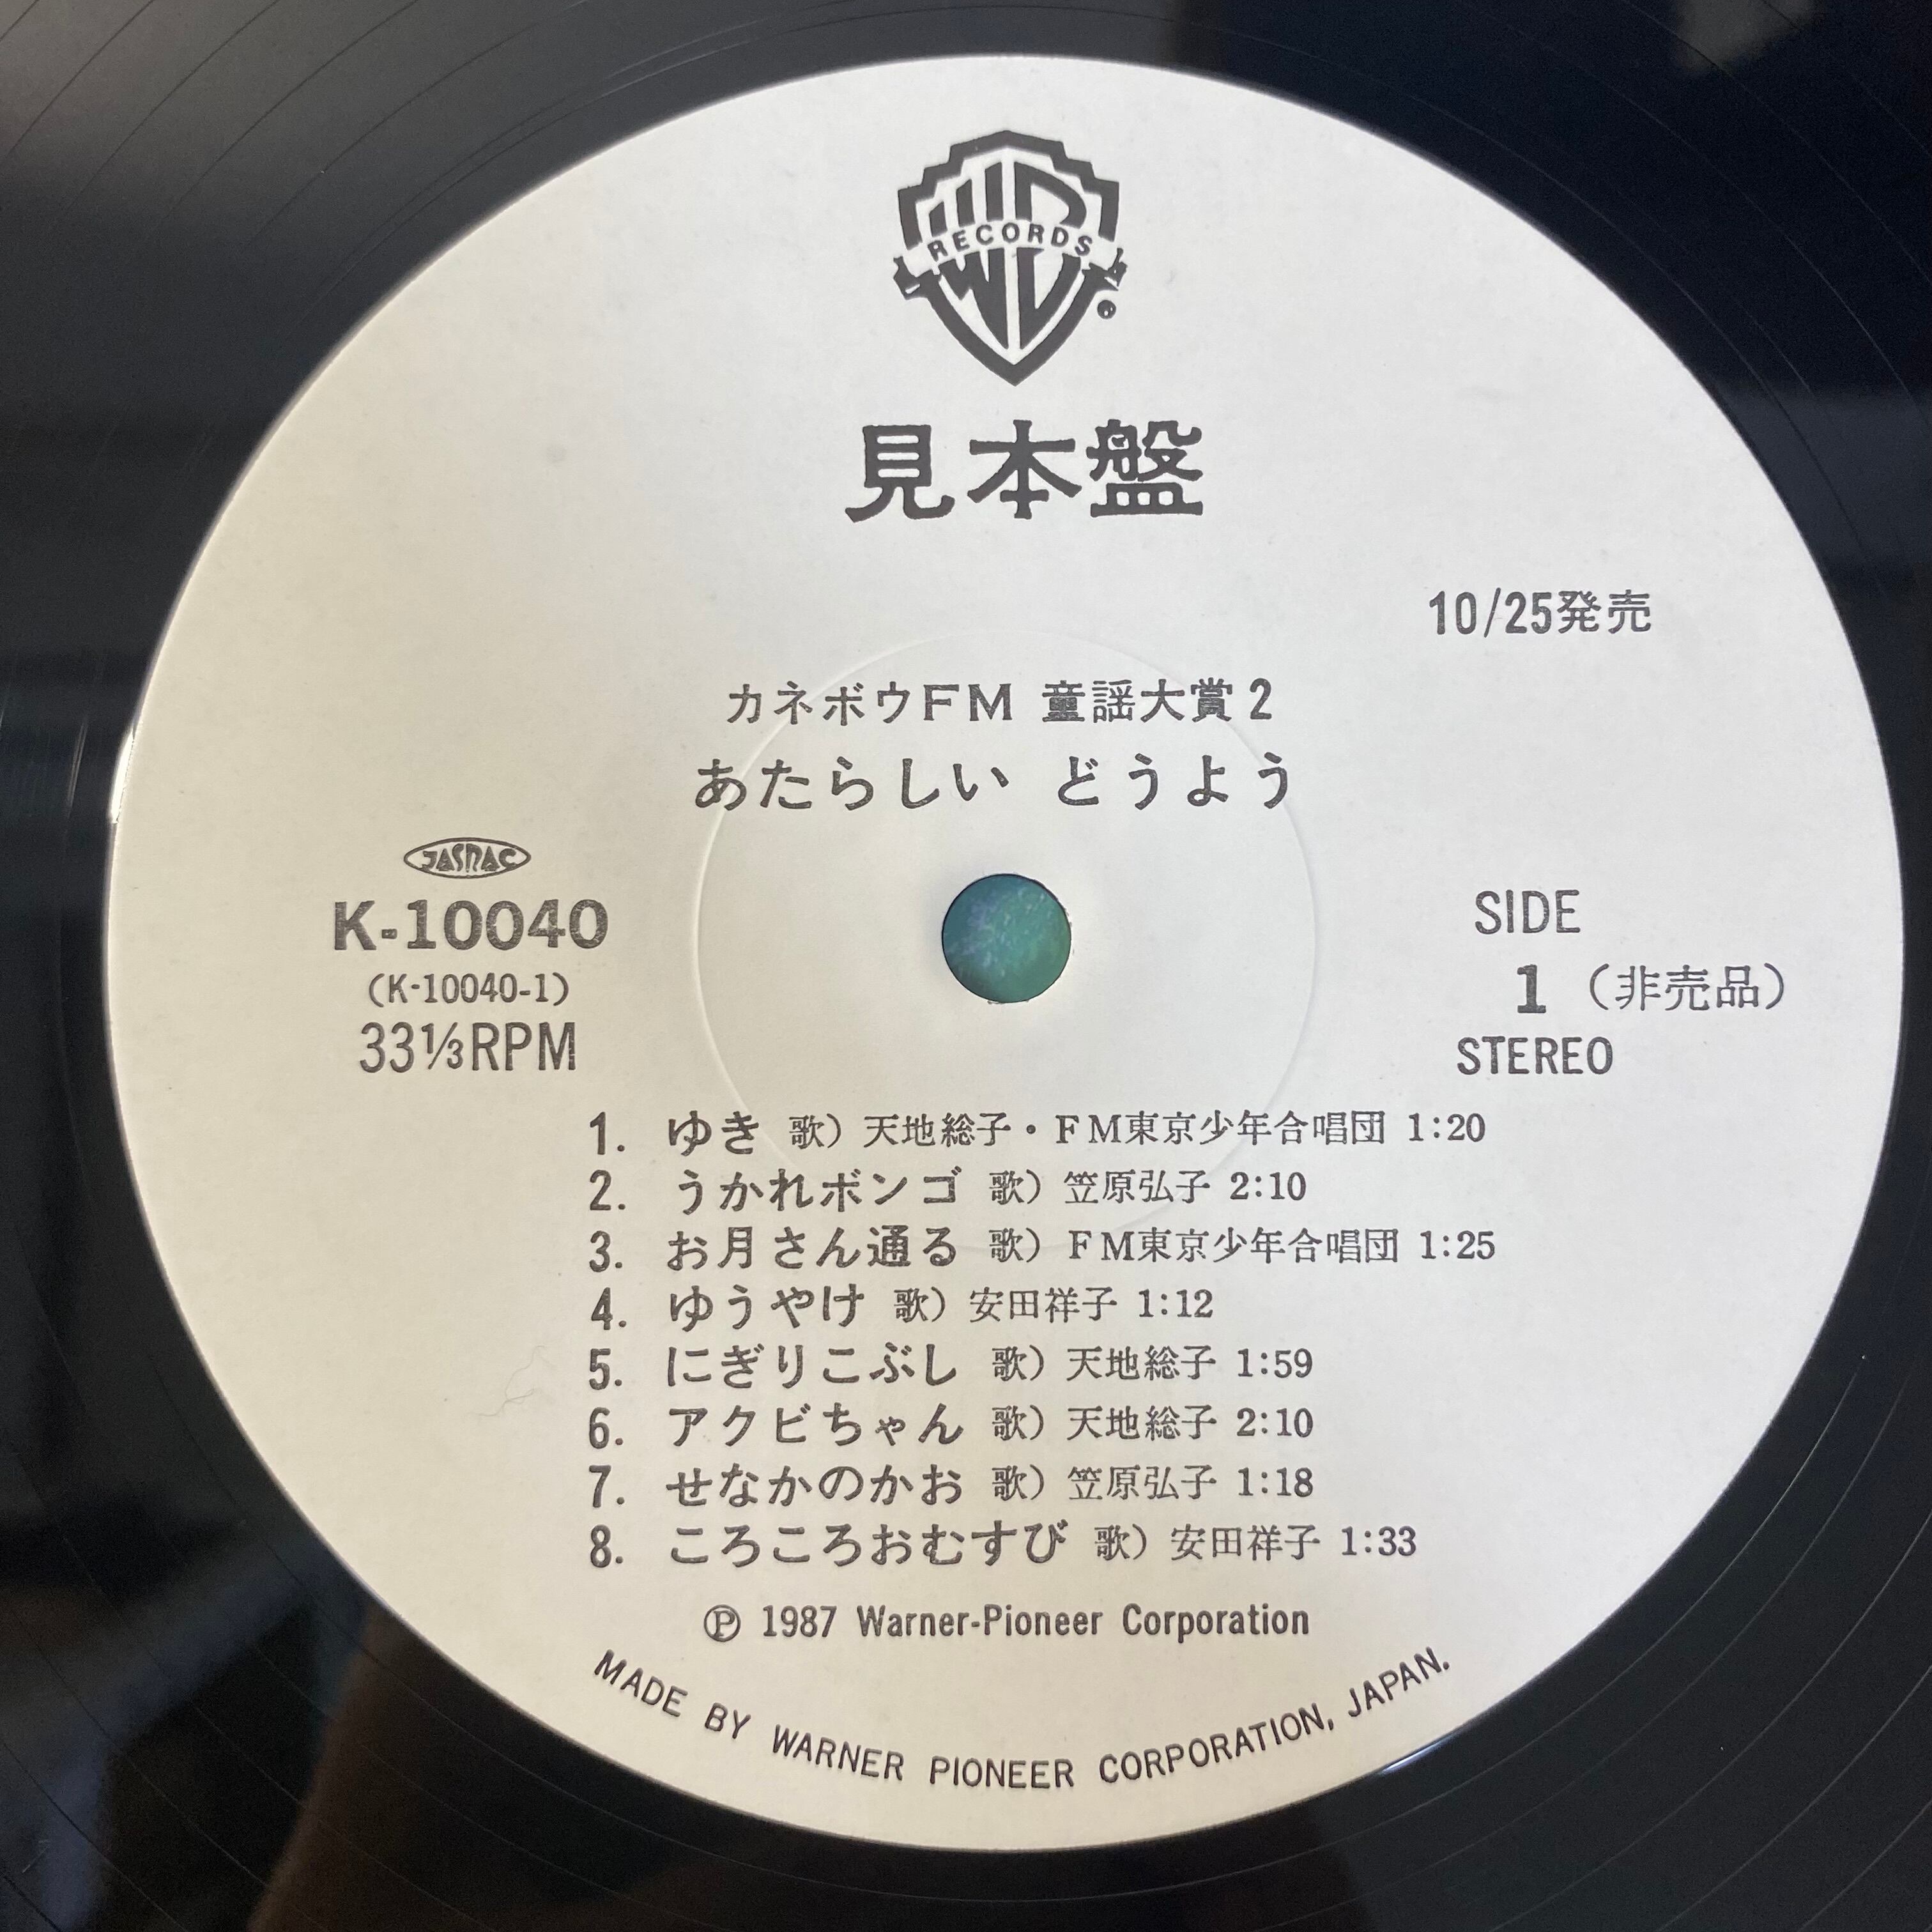 WB
RECORDS
見本盤
10/25発売
カネボウFM 童謡大賞2
あたらしい どうよう
JASRAC
K-10040
(K-10040-1)
33⅓RPM
SIDE
1 (非売品)
STEREO
1. ゆき 歌) 天地総子・FM東京少年合唱団 1:20
2. うかれボンゴ 歌) 笠原弘子 2:10
3. お月さん通る 歌) FM東京少年合唱団 1:25
4. ゆうやけ 歌) 安田祥子 1:12
5. にぎりこぶし 歌) 天地総子 1:59
6. アクビちゃん 歌) 天地総子 2:10
7. せなかのかお 歌) 笠原弘子 1:18
8. ころころおむすび 歌) 安田祥子 1:33
Ⓟ 1987 Warner-Pioneer Corporation
MADE BY WARNER PIONEER CORPORATION, JAPAN.